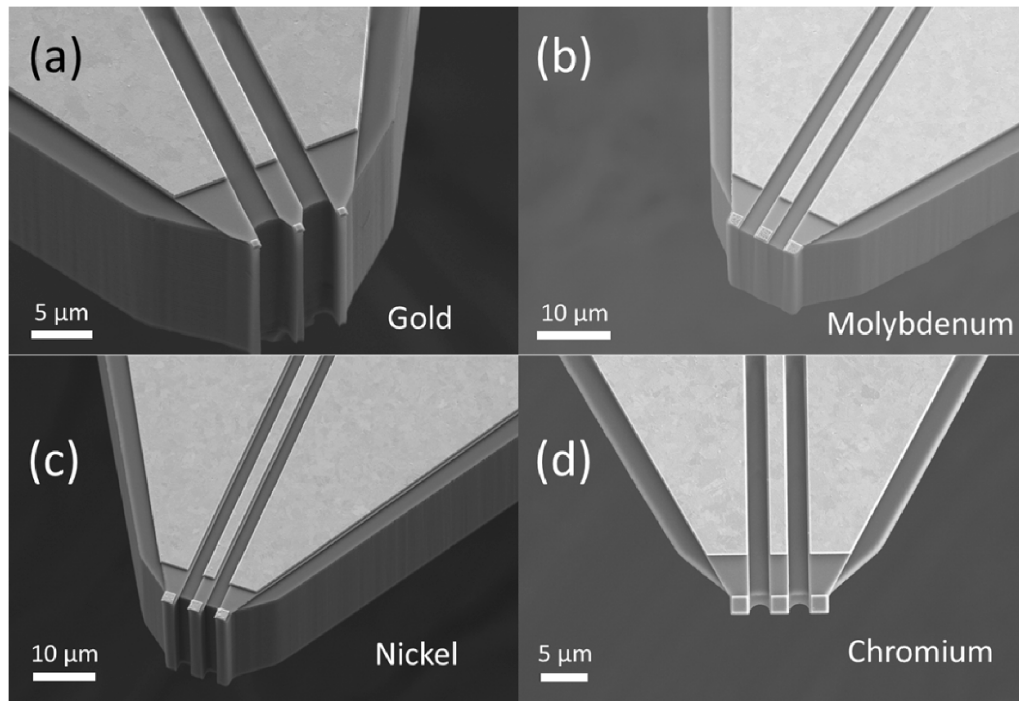 (a)
5 μm
Gold
(b)
10 μm
Molybdenum
(c)
10 μm
Nickel
(d)
5 μm
Chromium